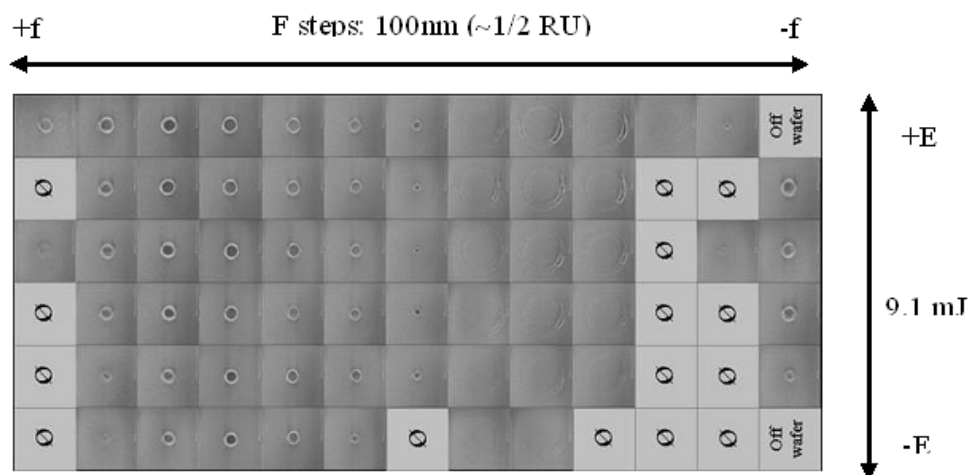 +f F steps: 100nm (~1/2 RU) -f
Off wafer
+E
Ø Ø Ø
Ø
Ø Ø Ø
9.1 mJ
Ø Ø Ø
Ø Ø Ø Ø Ø Ø
Off wafer
-E